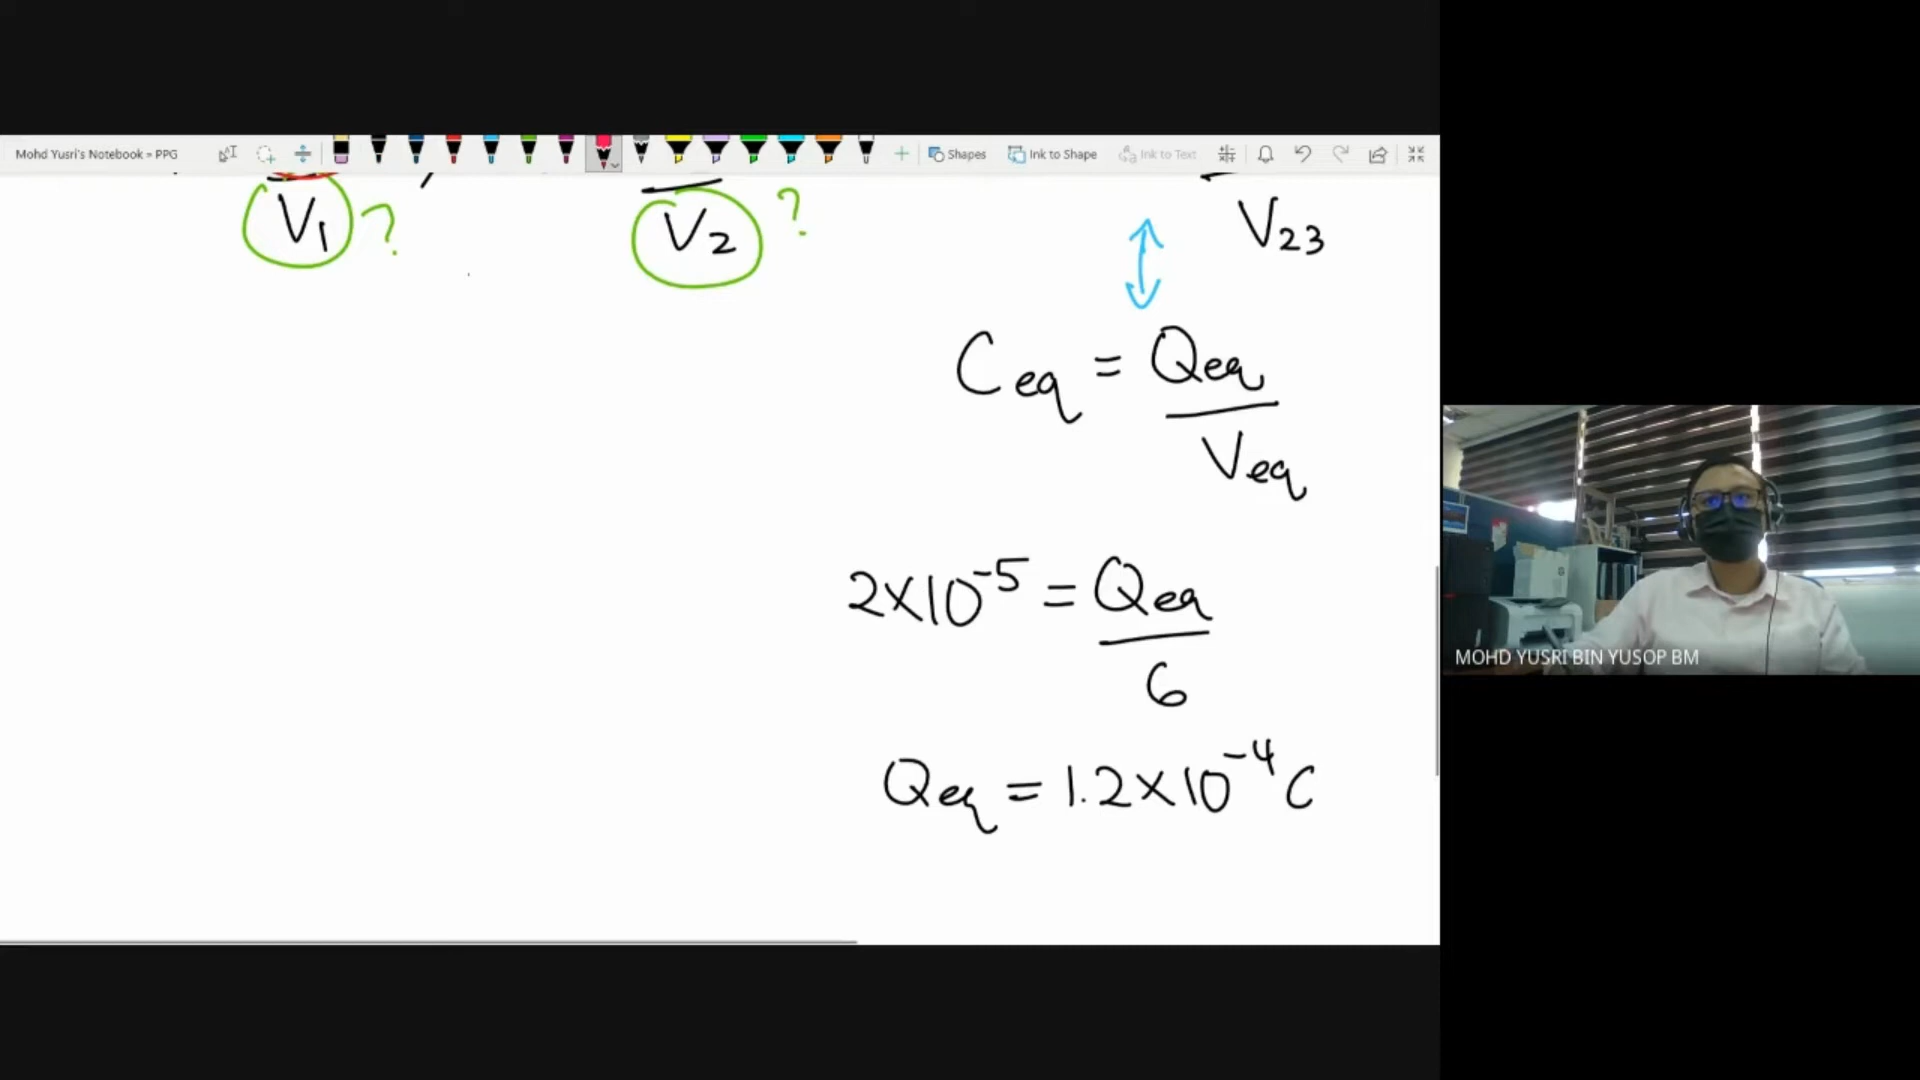 Mohd Yusri's Notebook » PPG
Shapes
Ink to Shape
Ink to Text
V1 ?
V2 ?
V23
Ceq = Qeq
Veq
2×10^-5 = Qeq
6
Qeq = 1.2×10^-4 C
MOHD YUSRI BIN YUSOP BM